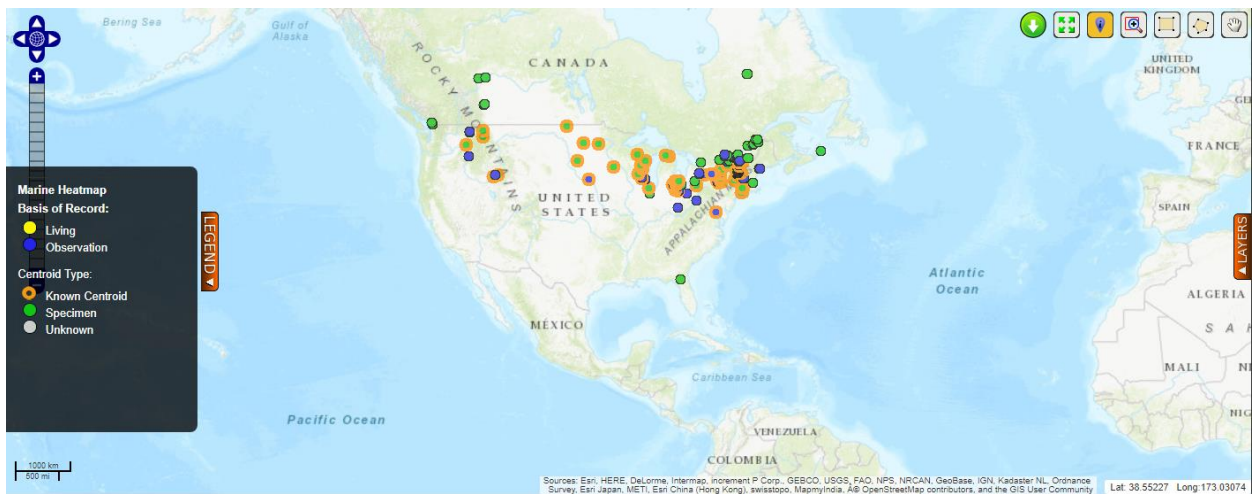 Bering Sea
Gulf of
Alaska
CANADA
ROCKY MOUNTAINS
UNITED
KINGDOM
FRANCE
SPAIN
UNITED
STATES
APPALACHIAN
Marine Heatmap
Basis of Record:
Living
Observation
Centroid Type:
Known Centroid
Specimen
Unknown
LEGEND
LAYERS
Atlantic
Ocean
ALGERIA
S A
MÉXICO
MALI
NI
Caribbean Sea
NIG
Pacific Ocean
VENEZUELA
COLOMBIA
1000 km
500 mi
Sources: Esri, HERE, DeLorme, Intermap, increment P Corp., GEBCO, USGS, FAO, NPS, NRCAN, GeoBase, IGN, Kadaster NL, Ordnance
Survey, Esri Japan, METI, Esri China (Hong Kong), swisstopo, MapmyIndia, Â© OpenStreetMap contributors, and the GIS User Community
Lat: 38.55227 Long:173.03074